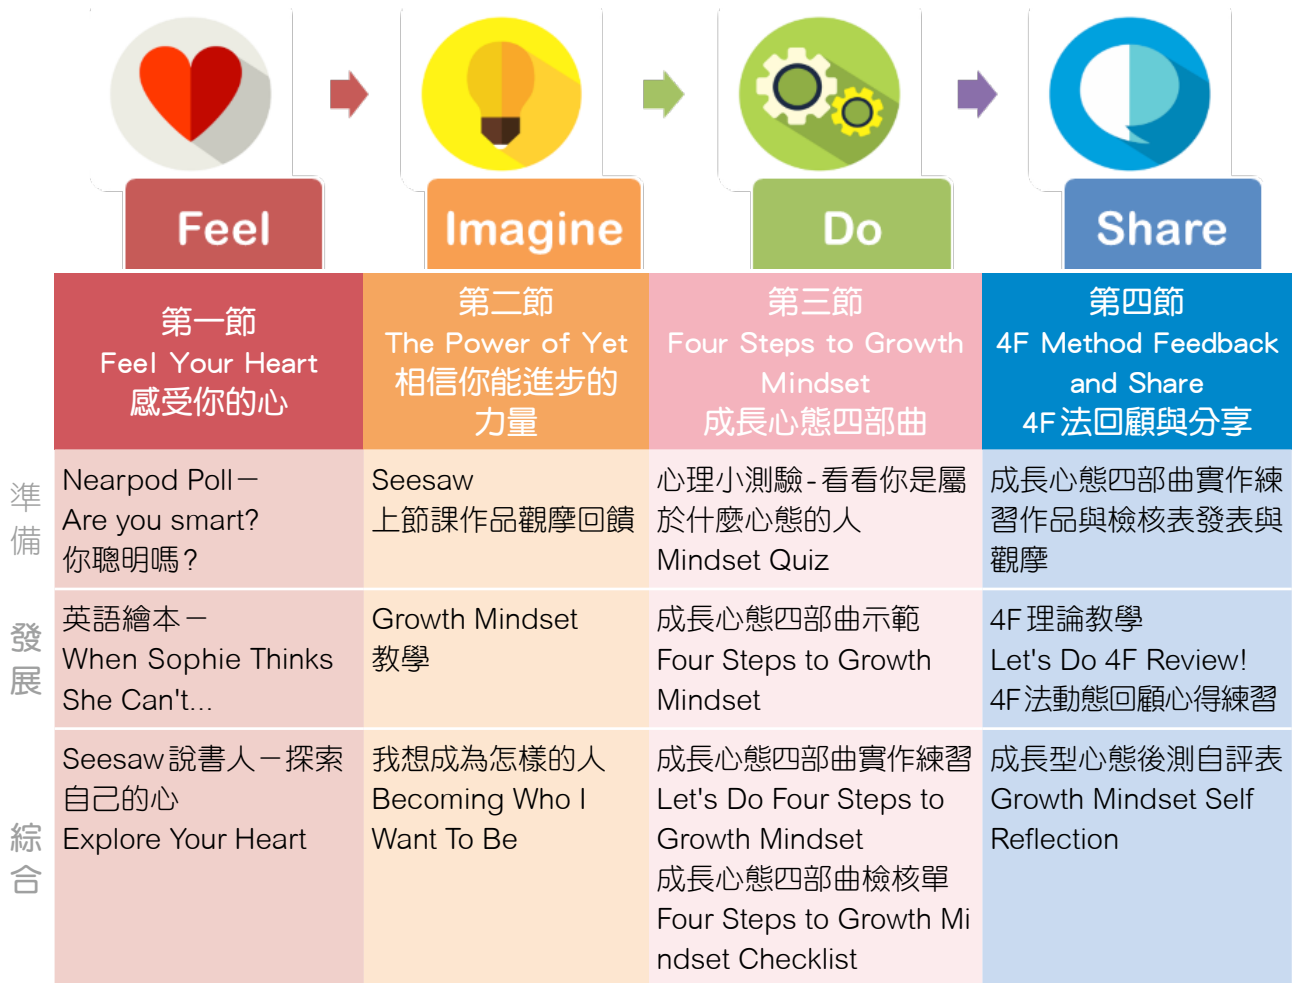 Feel
Imagine
Do
Share
第一節
Feel Your Heart
感受你的心
第二節
The Power of Yet
相信你能進步的
力量
第三節
Four Steps to Growth
Mindset
成長心態四部曲
第四節
4F Method Feedback
and Share
4F法回顧與分享
準
備
Nearpod Poll－
Are you smart?
你聰明嗎？
Seesaw
上節課作品觀摩回饋
心理小測驗-看看你是屬
於什麼心態的人
Mindset Quiz
成長心態四部曲實作練
習作品與檢核表發表與
觀摩
發
展
英語繪本－
When Sophie Thinks
She Can't...
Growth Mindset
教學
成長心態四部曲示範
Four Steps to Growth
Mindset
4F理論教學
Let's Do 4F Review!
4F法動態回顧心得練習
綜
合
Seesaw說書人－探索
自己的心
Explore Your Heart
我想成為怎樣的人
Becoming Who I
Want To Be
成長心態四部曲實作練習
Let's Do Four Steps to
Growth Mindset
成長心態四部曲檢核單
Four Steps to Growth Mi
ndset Checklist
成長型心態後測自評表
Growth Mindset Self
Reflection